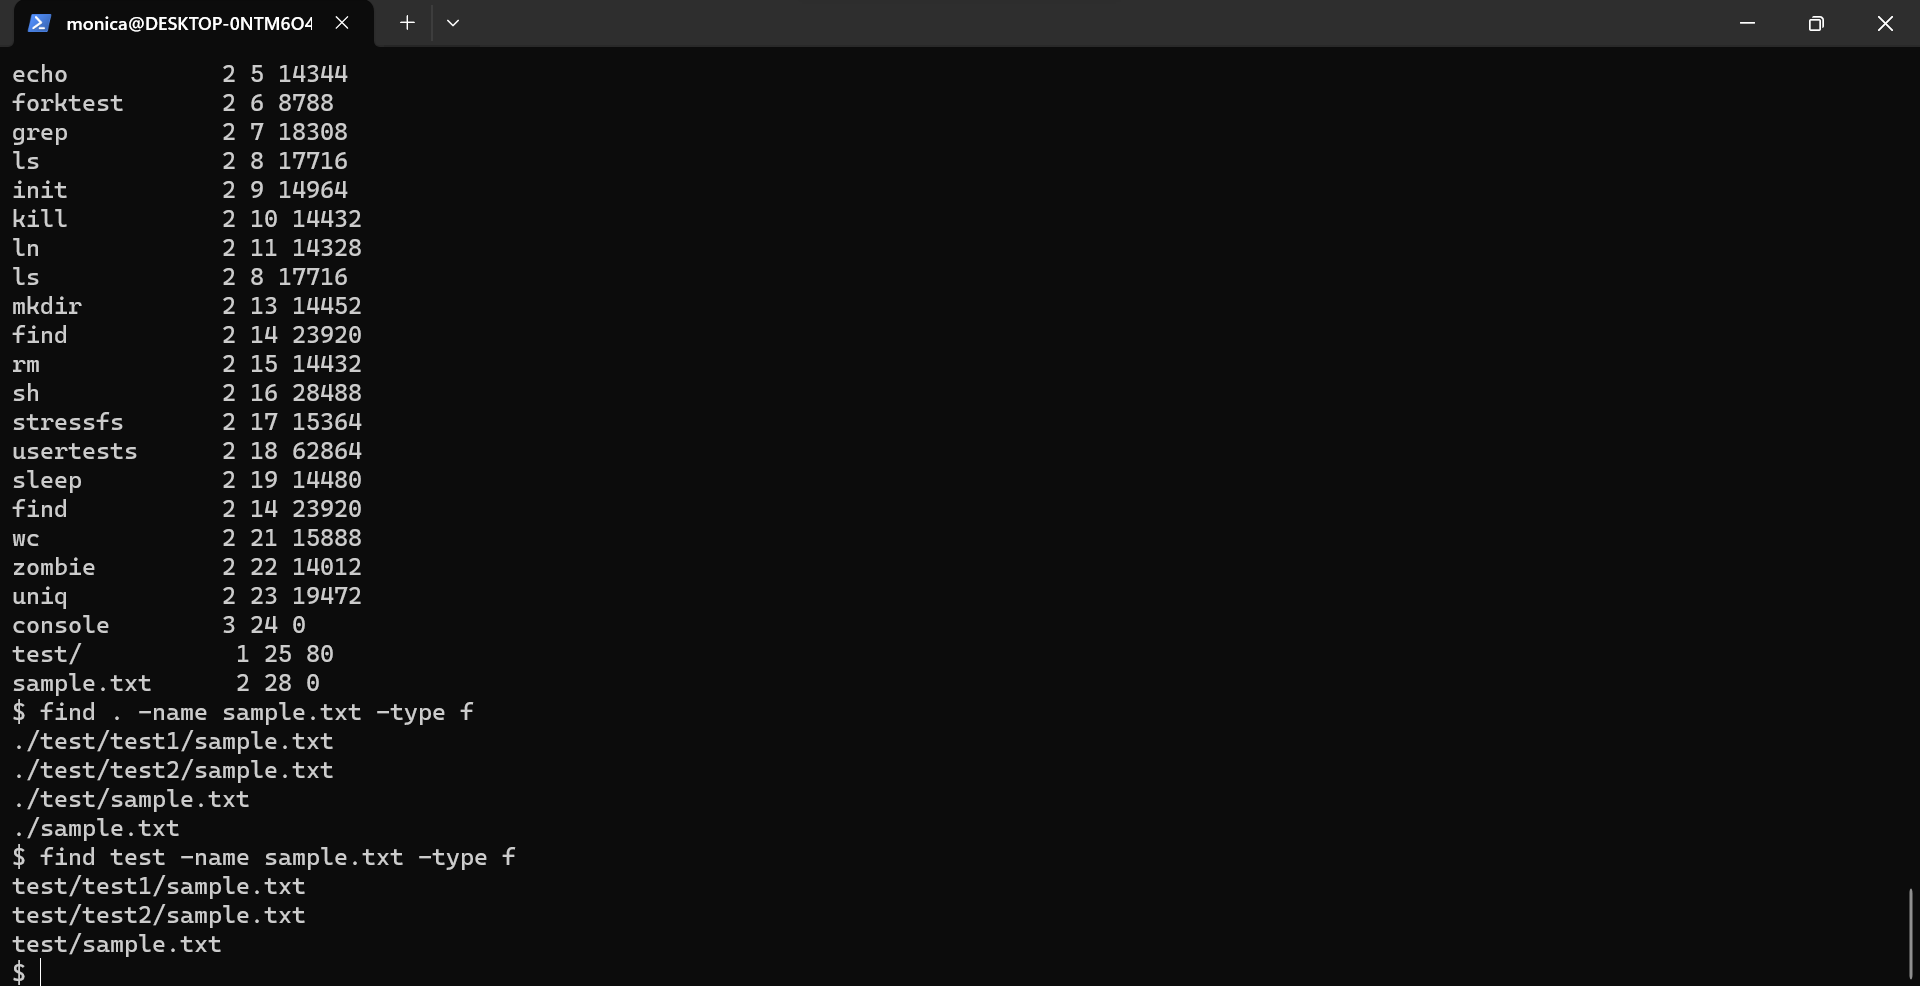 monica@DESKTOP-0NTM6O4
echo           2 5 14344
forktest       2 6 8788
grep           2 7 18308
ls             2 8 17716
init           2 9 14964
kill           2 10 14432
ln             2 11 14328
ls             2 8 17716
mkdir          2 13 14452
find           2 14 23920
rm             2 15 14432
sh             2 16 28488
stressfs       2 17 15364
usertests      2 18 62864
sleep          2 19 14480
find           2 14 23920
wc             2 21 15888
zombie         2 22 14012
uniq           2 23 19472
console        3 24 0
test/           1 25 80
sample.txt      2 28 0
$ find . -name sample.txt -type f
./test/test1/sample.txt
./test/test2/sample.txt
./test/sample.txt
./sample.txt
$ find test -name sample.txt -type f
test/test1/sample.txt
test/test2/sample.txt
test/sample.txt
$